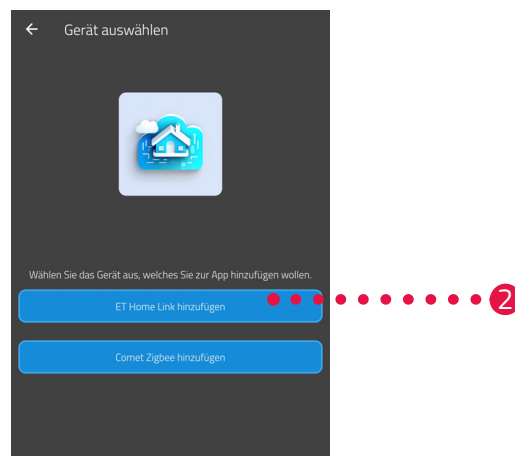 Gerät auswählen
Wählen Sie das Gerät aus, welches Sie zur App hinzufügen wollen.
ET Home Link hinzufügen
2
Comet Zigbee hinzufügen